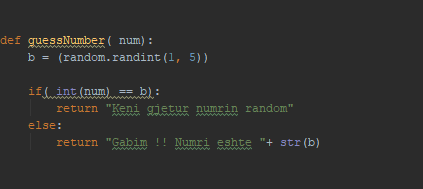 def guessNumber( num):
b = (random.randint(1, 5))
if( int(num) == b):
return "Keni gjetur numrin random"
else:
return "Gabim !! Numri eshte "+ str(b)